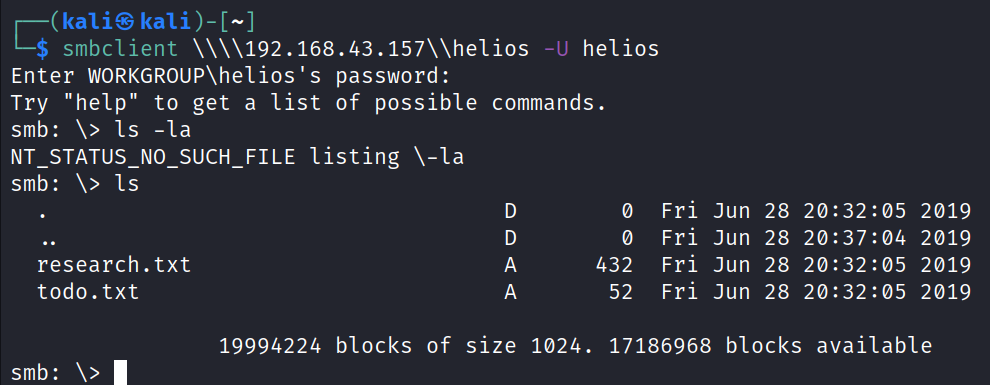 ┌──(kali㉿kali)-[~]
└─$ smbclient \\\\192.168.43.157\\helios -U helios
Enter WORKGROUP\helios's password:
Try "help" to get a list of possible commands.
smb: \> ls -la
NT_STATUS_NO_SUCH_FILE listing \-la
smb: \> ls
  .                                   D        0  Fri Jun 28 20:32:05 2019
  ..                                  D        0  Fri Jun 28 20:37:04 2019
  research.txt                        A      432  Fri Jun 28 20:32:05 2019
  todo.txt                            A       52  Fri Jun 28 20:32:05 2019
                19994224 blocks of size 1024. 17186968 blocks available
smb: \>